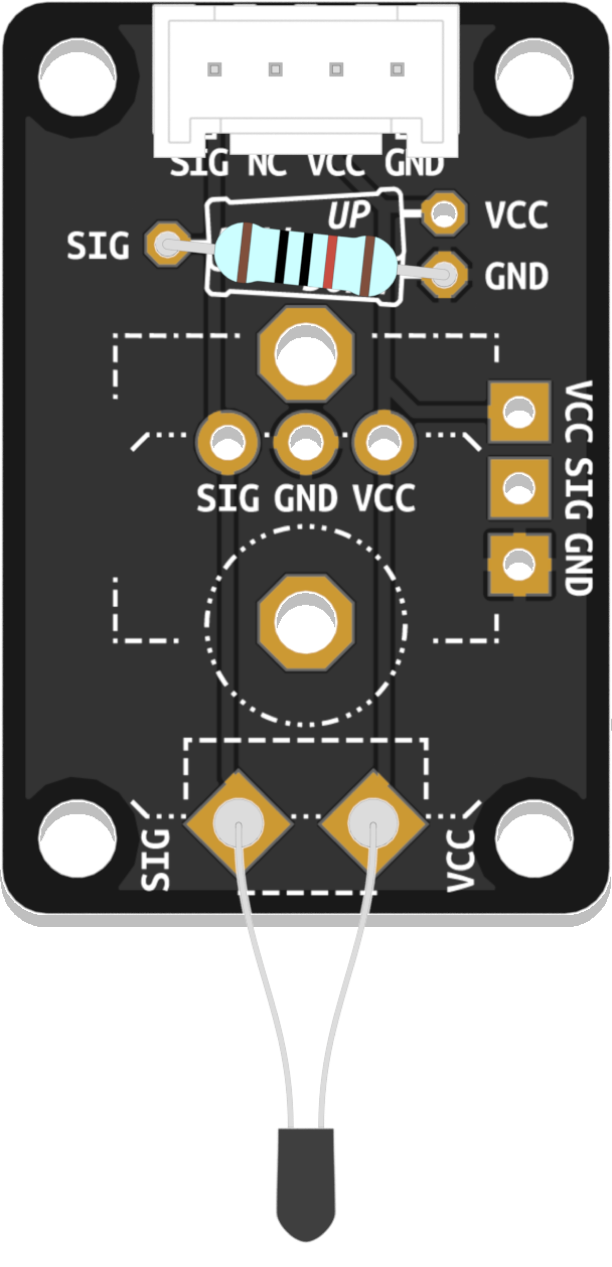 SIG NC VCC GND
UP
VCC
SIG
GND
VCC SIG GND
SIG GND VCC
SIG
VCC